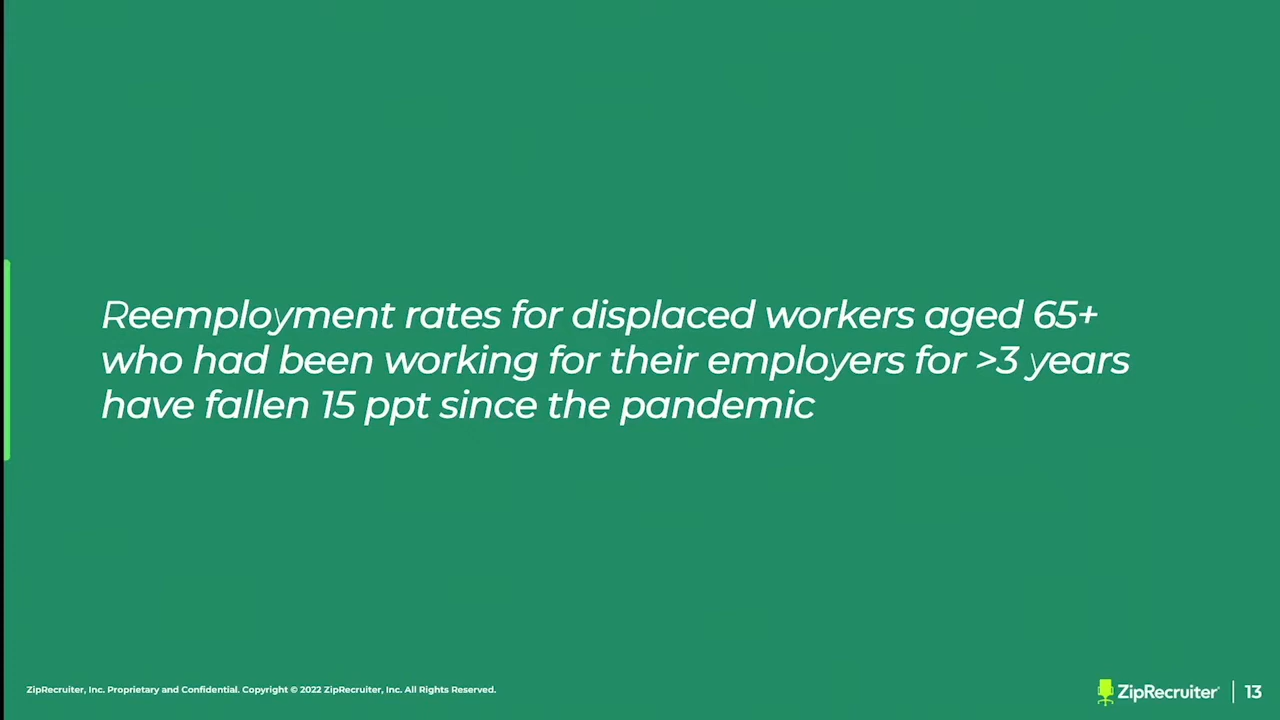 Reemployment rates for displaced workers aged 65+
who had been working for their employers for >3 years
have fallen 15 ppt since the pandemic
ZipRecruiter, Inc. Proprietary and Confidential. Copyright © 2022 ZipRecruiter, Inc. All Rights Reserved.
ZipRecruiter
13